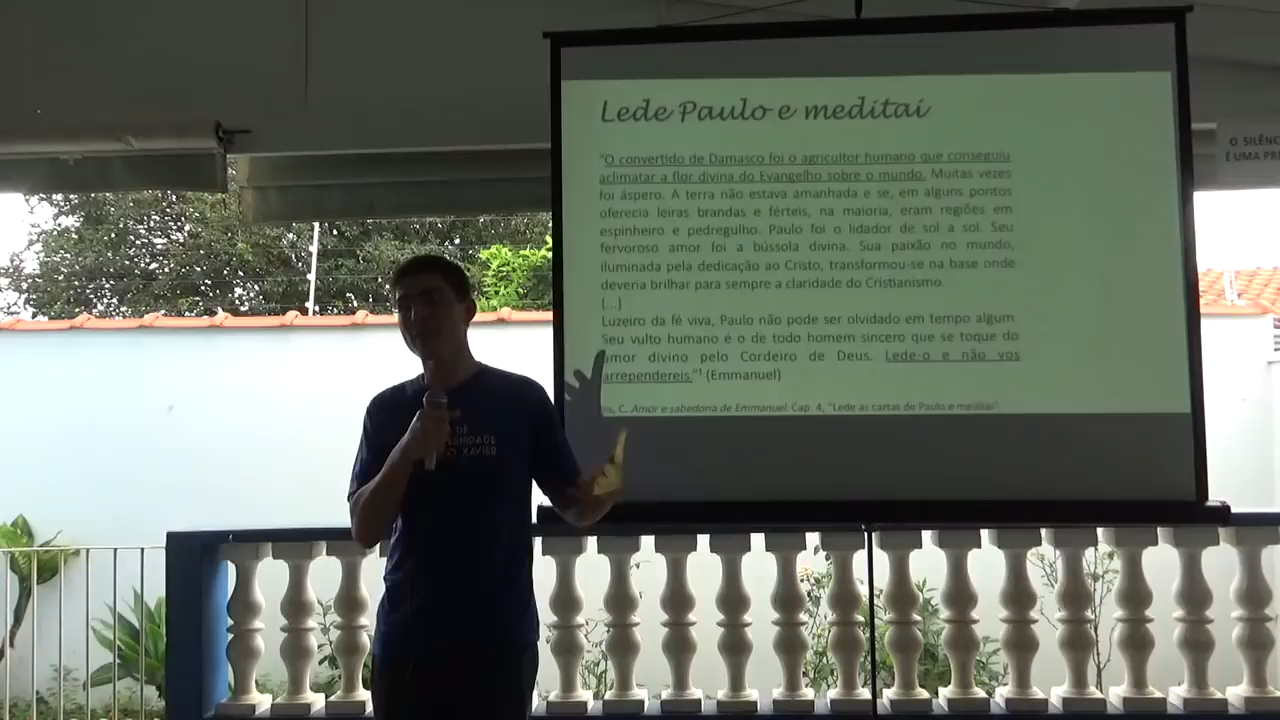 Lede Paulo e meditai
"O convertido de Damasco foi o agricultor humano que conseguiu
aclimatar a flor divina do Evangelho sobre o mundo. Muitas vezes
foi áspero. A terra não estava amanhada e se, em alguns pontos
oferecia leiras brandas e férteis, na maioria, eram regiões em
espinheiro e pedregulho. Paulo foi o lidador de sol a sol. Seu
fervoroso amor foi a bússola divina. Sua paixão no mundo,
iluminada pela dedicação ao Cristo, transformou-se na base onde
deveria brilhar para sempre a claridade do Cristianismo.
[...]
Luzeiro da fé viva, Paulo não pode ser olvidado em tempo algum.
Seu vulto humano é o de todo homem sincero que se toque do
amor divino pelo Cordeiro de Deus. Lede-o e não vos
arrependereis."¹ (Emmanuel)
C. Amor e sabedoria de Emmanuel. Cap. 4, "Lede as cartas de Paulo e meditai"
O SILÊNC
É UMA PR
DE
XAVIER